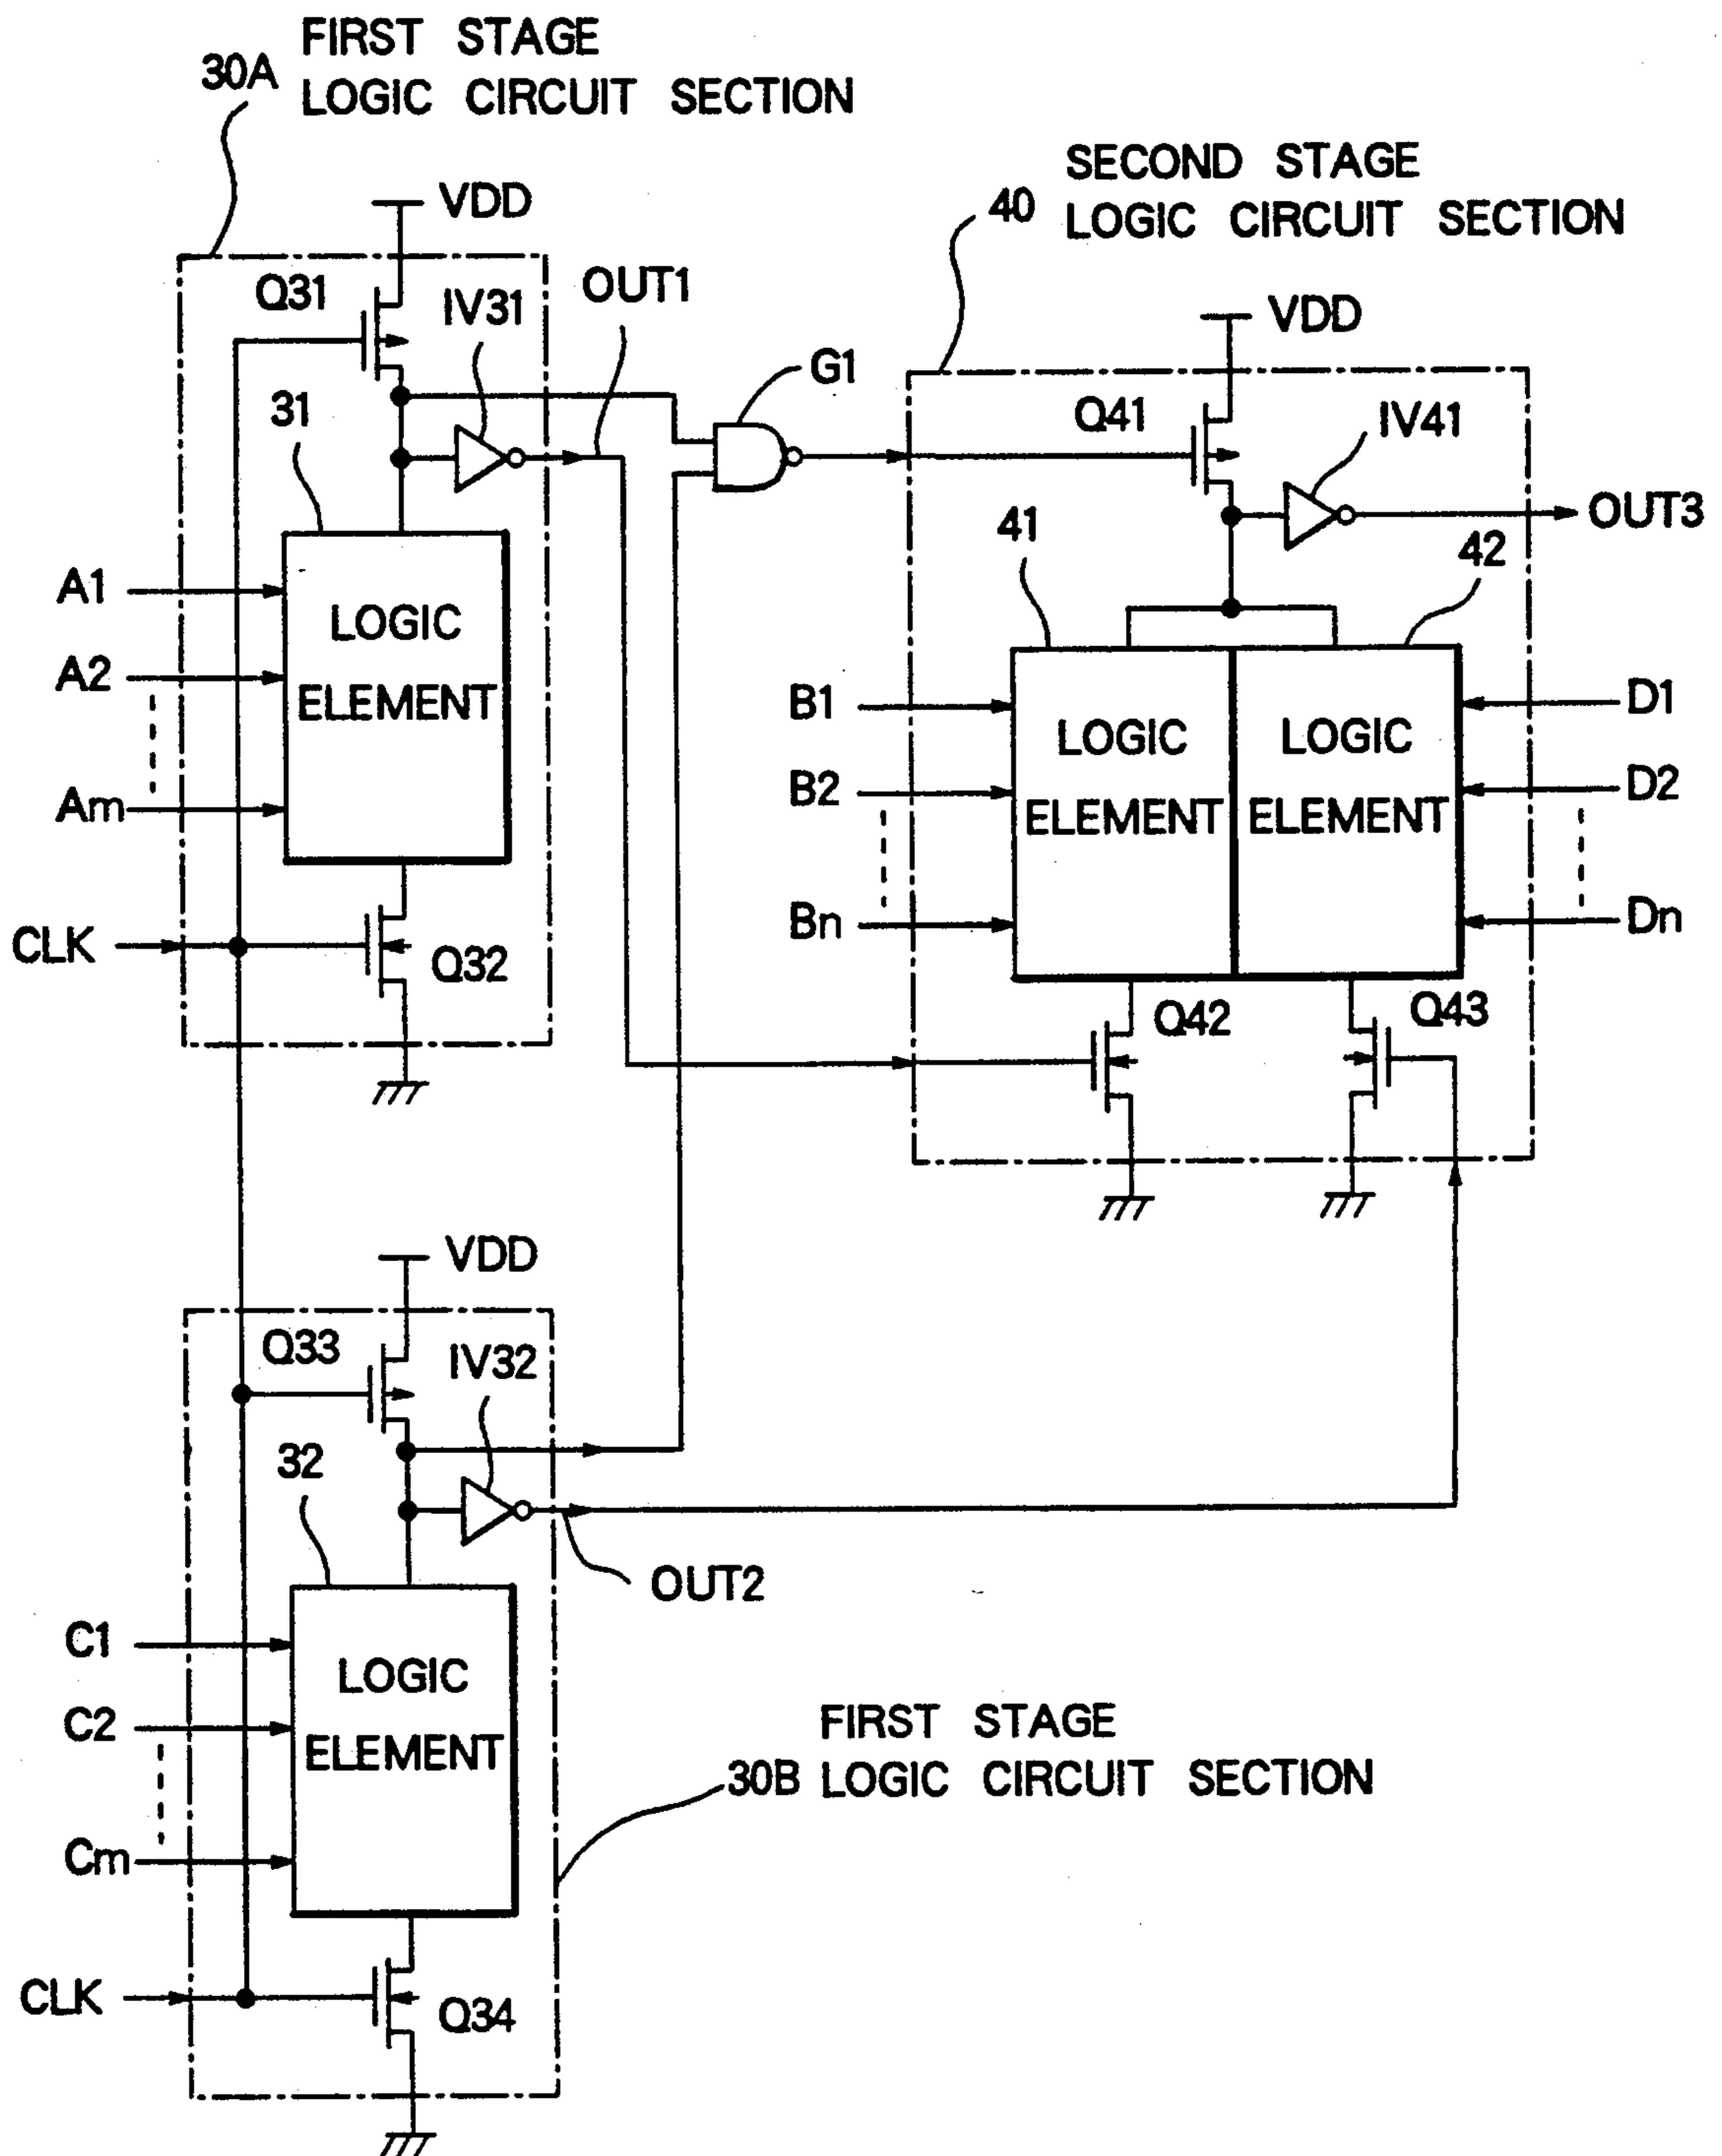 FIRST STAGE
30A LOGIC CIRCUIT SECTION
SECOND STAGE
40 LOGIC CIRCUIT SECTION
VDD
Q31
IV31
OUT1
VDD
G1
Q41
IV41
31
OUT3
41
42
A1
LOGIC
ELEMENT
A2
Am
B1
LOGIC
ELEMENT
LOGIC
ELEMENT
D1
B2
D2
Bn
Dn
CLK
Q32
Q42
Q43
VDD
Q33
IV32
32
OUT2
C1
LOGIC
ELEMENT
C2
Cm
FIRST STAGE
30B LOGIC CIRCUIT SECTION
CLK
Q34